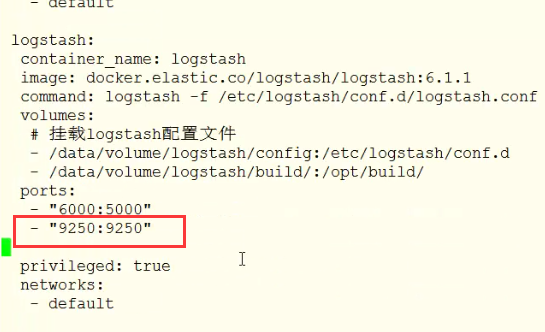 - default
logstash:
container_name: logstash
image: docker.elastic.co/logstash/logstash:6.1.1
command: logstash -f /etc/logstash/conf.d/logstash.conf
volumes:
# 挂载logstash配置文件
- /data/volume/logstash/config:/etc/logstash/conf.d
- /data/volume/logstash/build/:/opt/build/
ports:
- "6000:5000"
- "9250:9250"
privileged: true
networks:
- default